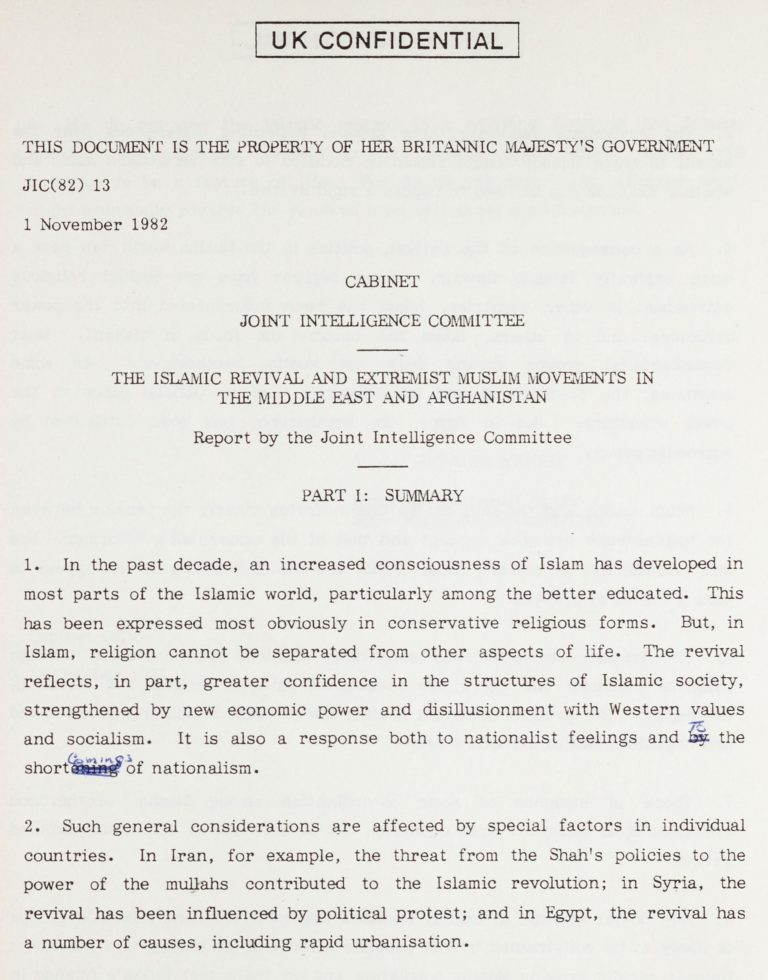 UK CONFIDENTIAL
THIS DOCUMENT IS THE PROPERTY OF HER BRITANNIC MAJESTY'S GOVERNMENT
JIC(82) 13
1 November 1982
CABINET
JOINT INTELLIGENCE COMMITTEE
THE ISLAMIC REVIVAL AND EXTREMIST MUSLIM MOVEMENTS IN
THE MIDDLE EAST AND AFGHANISTAN
Report by the Joint Intelligence Committee
PART I: SUMMARY
1. In the past decade, an increased consciousness of Islam has developed in
most parts of the Islamic world, particularly among the better educated. This
has been expressed most obviously in conservative religious forms. But, in
Islam, religion cannot be separated from other aspects of life. The revival
reflects, in part, greater confidence in the structures of Islamic society,
strengthened by new economic power and disillusionment with Western values
and socialism. It is also a response both to nationalist feelings and to the
shortcomings of nationalism.
2. Such general considerations are affected by special factors in individual
countries. In Iran, for example, the threat from the Shah's policies to the
power of the mullahs contributed to the Islamic revolution; in Syria, the
revival has been influenced by political protest; and in Egypt, the revival has
a number of causes, including rapid urbanisation.